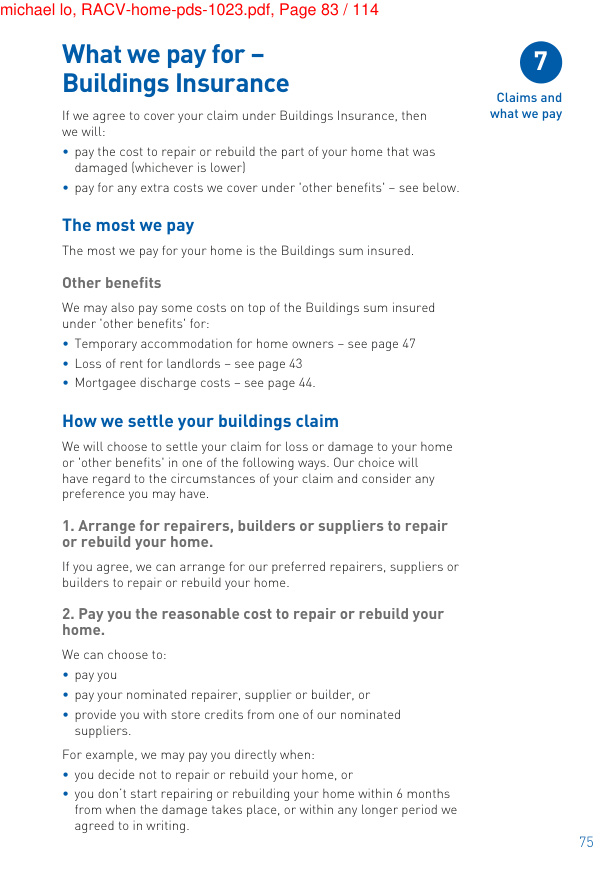 michael lo, RACV-home-pds-1023.pdf, Page 83 / 114
What we pay for –
Buildings Insurance
7
Claims and
what we pay
If we agree to cover your claim under Buildings Insurance, then
we will:
• pay the cost to repair or rebuild the part of your home that was
damaged (whichever is lower)
• pay for any extra costs we cover under 'other benefits' – see below.
The most we pay
The most we pay for your home is the Buildings sum insured.
Other benefits
We may also pay some costs on top of the Buildings sum insured
under 'other benefits' for:
• Temporary accommodation for home owners – see page 47
• Loss of rent for landlords – see page 43
• Mortgagee discharge costs – see page 44.
How we settle your buildings claim
We will choose to settle your claim for loss or damage to your home
or 'other benefits' in one of the following ways. Our choice will
have regard to the circumstances of your claim and consider any
preference you may have.
1. Arrange for repairers, builders or suppliers to repair
or rebuild your home.
If you agree, we can arrange for our preferred repairers, suppliers or
builders to repair or rebuild your home.
2. Pay you the reasonable cost to repair or rebuild your
home.
We can choose to:
• pay you
• pay your nominated repairer, supplier or builder, or
• provide you with store credits from one of our nominated
suppliers.
For example, we may pay you directly when:
• you decide not to repair or rebuild your home, or
• you don't start repairing or rebuilding your home within 6 months
from when the damage takes place, or within any longer period we
agreed to in writing.
75